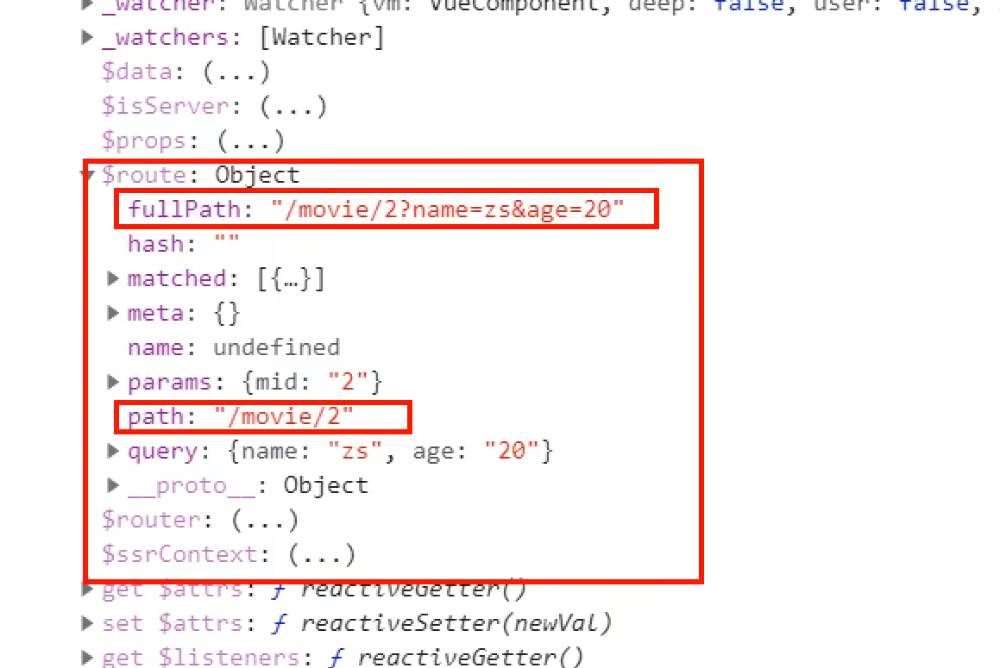 _watcher: Watcher {vm: VueComponent, deep: false, user: false,
_watchers: [Watcher]
$data: (...)
$isServer: (...)
$props: (...)
$route: Object
fullPath: "/movie/2?name=zs&age=20"
hash: ""
matched: [{…}]
meta: {}
name: undefined
params: {mid: "2"}
path: "/movie/2"
query: {name: "zs", age: "20"}
__proto__: Object
$router: (...)
$ssrContext: (...)
get $attrs: ƒ reactiveGetter()
set $attrs: ƒ reactiveSetter(newVal)
get $listeners: ƒ reactiveGetter()